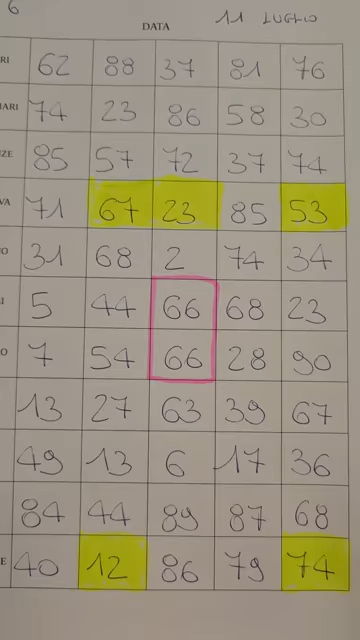 6
11 LUGLIO
DATA
RI 62 88 37 81 76
IARI 74 23 86 58 30
NZE 85 57 72 37 74
VA 71 67 23 85 53
O 31 68 2 74 34
I 5 44 66 68 23
O 7 54 66 28 90
13 27 63 39 67
49 13 6 17 36
84 44 89 87 68
E 40 12 86 79 74